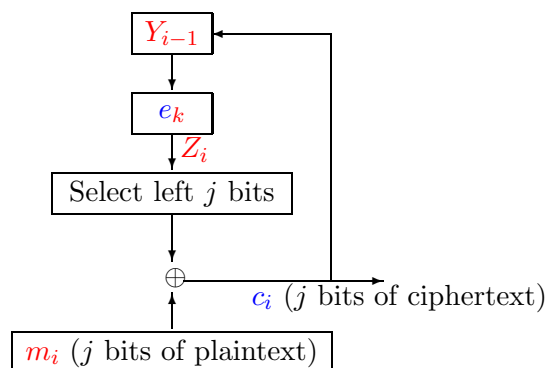 Y_{i−1}
e_k
Z_i
Select left j bits
⊕
c_i (j bits of ciphertext)
m_i (j bits of plaintext)